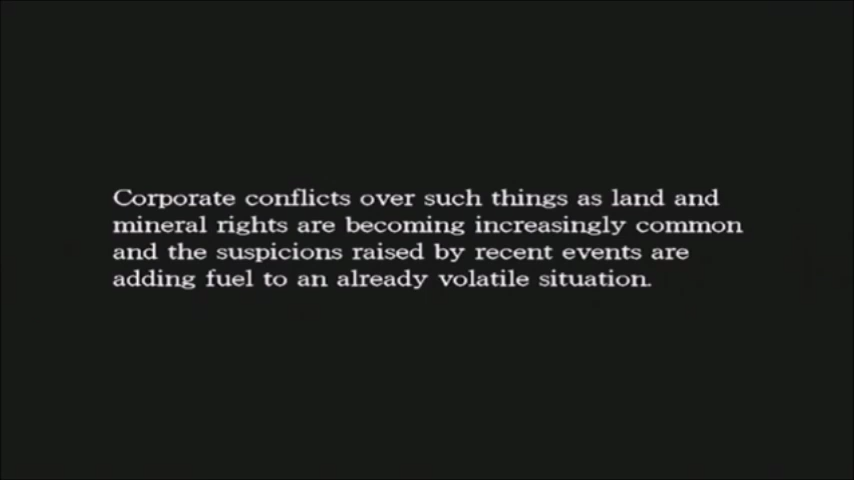 Corporate conflicts over such things as land and
mineral rights are becoming increasingly common
and the suspicions raised by recent events are
adding fuel to an already volatile situation.